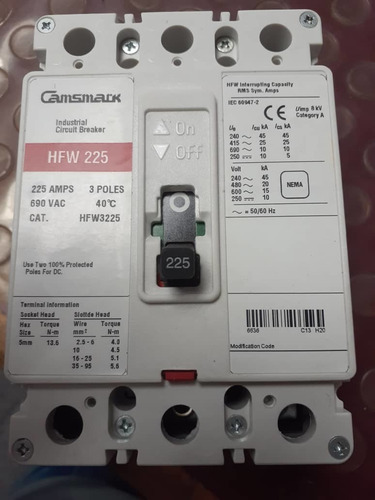 Camsmark
Industrial
Circuit Breaker
HFW 225
225 AMPS 3 POLES
690 VAC 40°C
CAT. HFW3225
Use Two 100% Protected
Poles For DC.
Terminal Information
Socket Head Slotide Head
Hex Torque Wire Torque
Size N-m mm² N-m
5mm 13.6 2.5 - 6 4.0
10 4.5
16 - 25 5.1
35 - 95 5.6
On
Off
225
HFW Interrupting Capacity
RMS Sym. Amps
IEC 60947-2
Uimp 8 kV
Category A
Ue Icu kA Ics kA
240 ~ 45 45
415 ~ 25 25
690 ~ 10 10
250 ⎓ 10 5
Volt kA
240 ~ 45
480 ~ 20
600 ~ 15
250 ⎓ 10
NEMA
~ = 50/60 Hz
6638 C13 H20
Modification Code